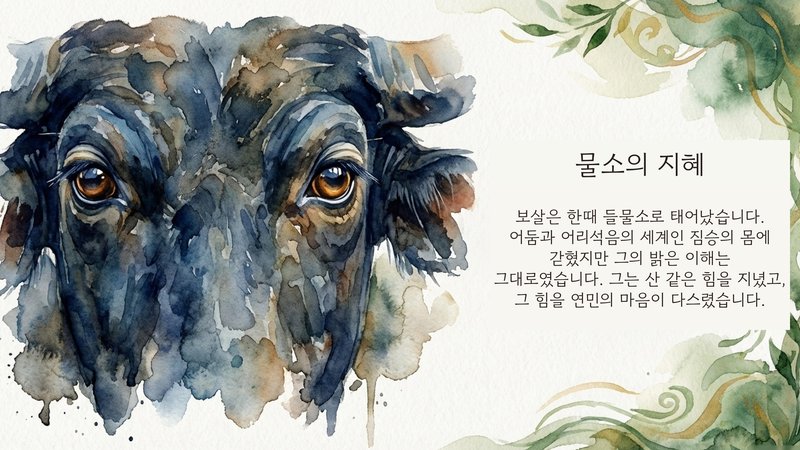 물소의 지혜
보살은 한때 들물소로 태어났습니다.
어둠과 어리석음의 세계인 짐승의 몸에
갇혔지만 그의 밝은 이해는
그대로였습니다. 그는 산 같은 힘을 지녔고,
그 힘을 연민의 마음이 다스렸습니다.